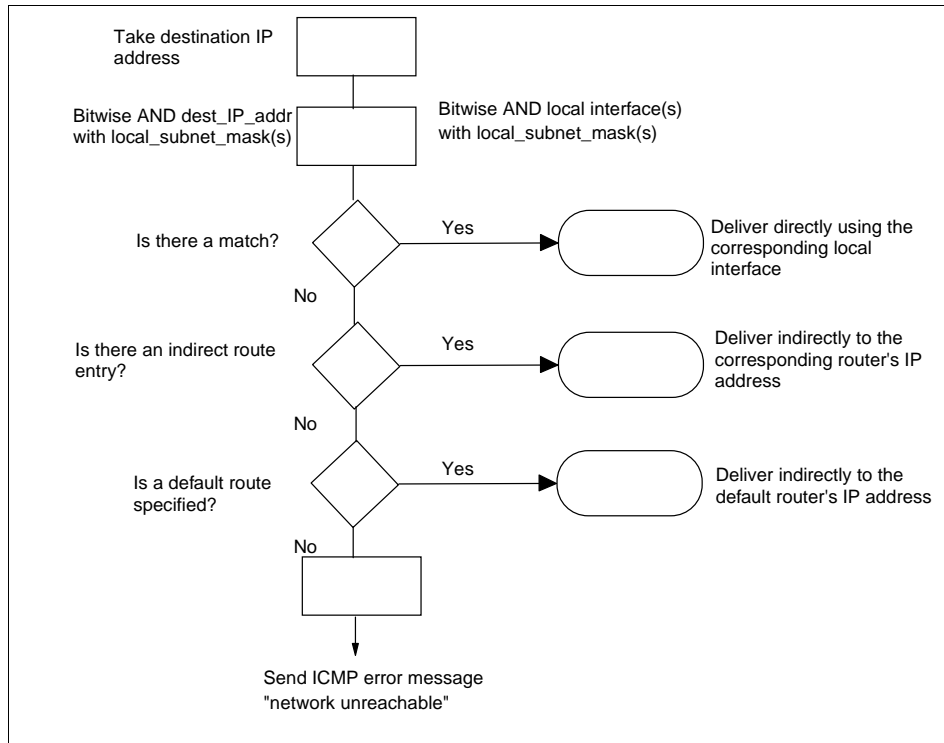 Take destination IP
address
Bitwise AND dest_IP_addr
with local_subnet_mask(s)
Bitwise AND local interface(s)
with local_subnet_mask(s)
Is there a match?
Yes
Deliver directly using the
corresponding local
interface
No
Is there an indirect route
entry?
Yes
Deliver indirectly to the
corresponding router's IP
address
No
Is a default route
specified?
Yes
Deliver indirectly to the
default router's IP address
No
Send ICMP error message
"network unreachable"